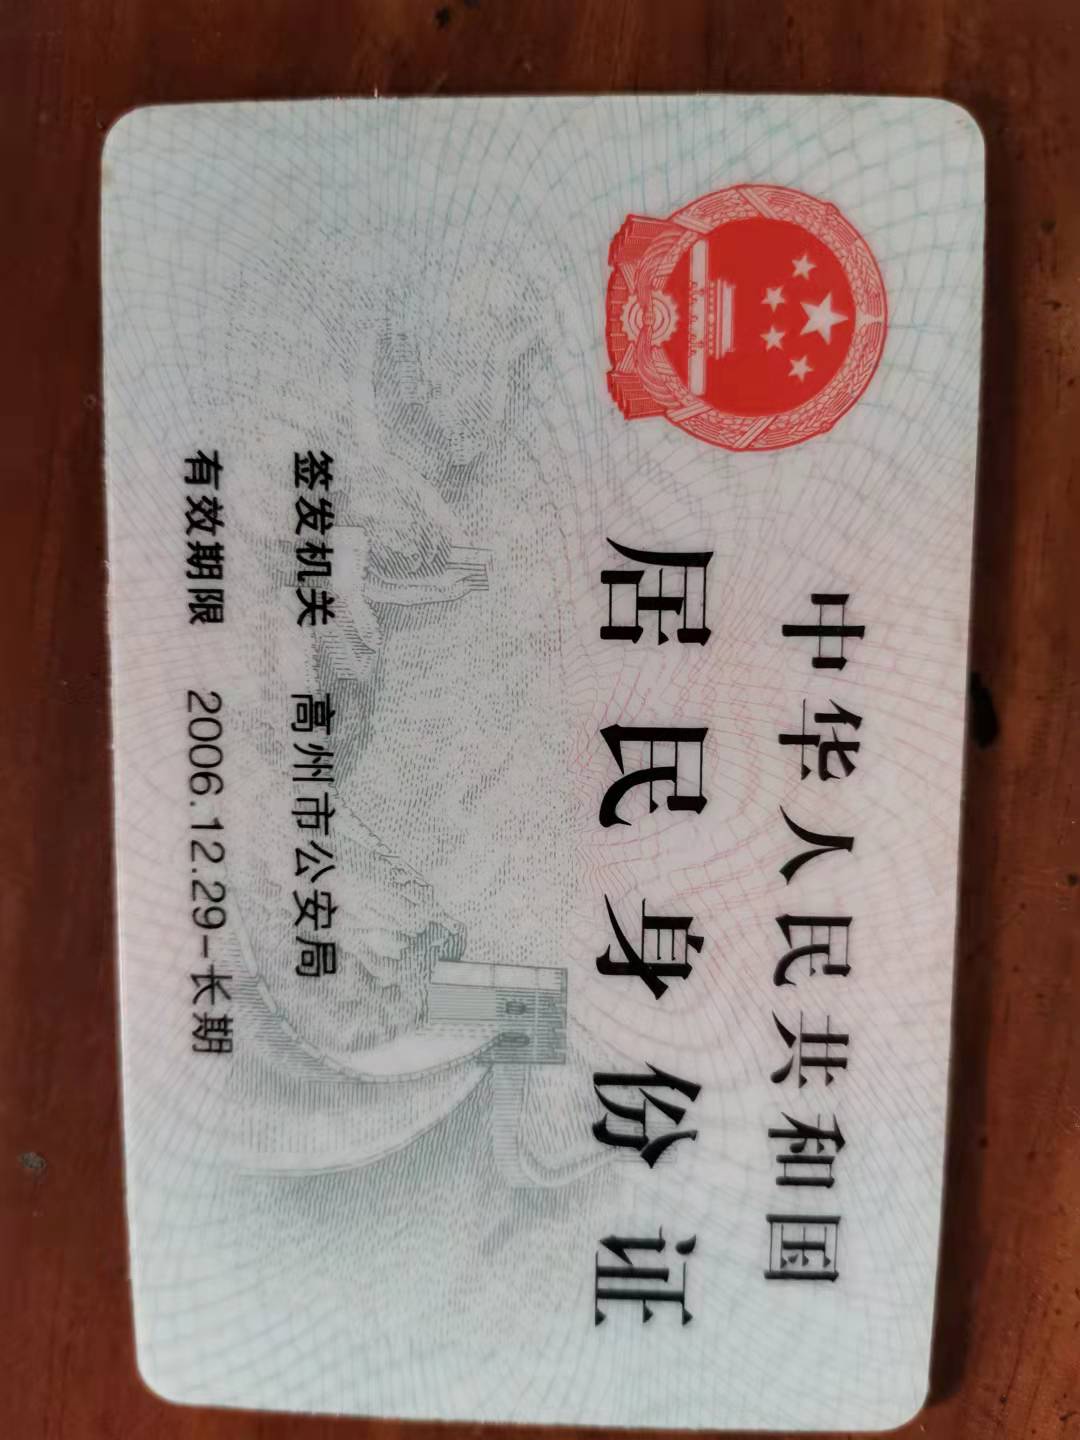 中华人民共和国
居民身份证
签发机关 高州市公安局
有效期限 2006.12.29-长期